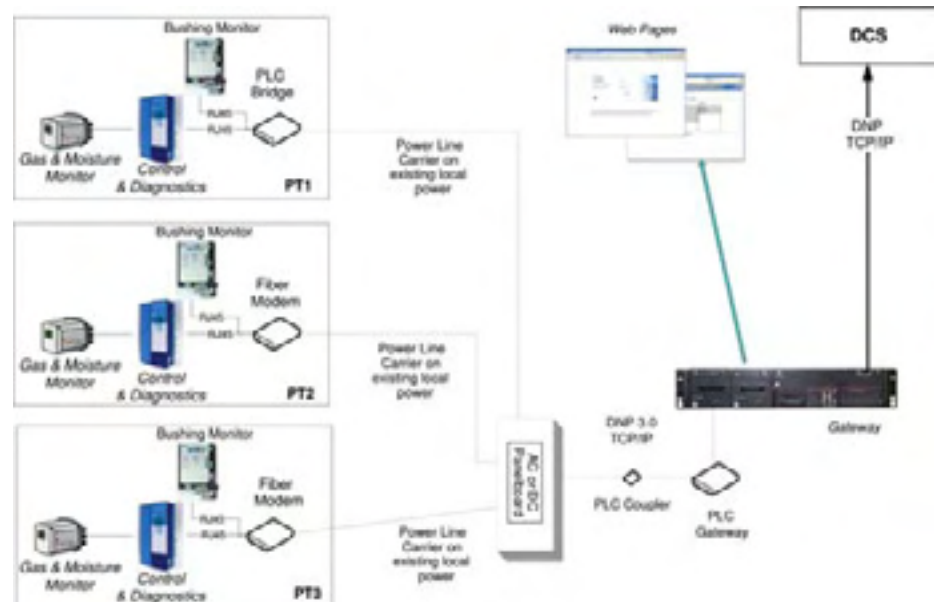 Bushing Monitor
PLC
Bridge
RJ45
RJ45
Gas & Moisture
Monitor
Control
& Diagnostics
PT1
Power Line
Carrier on
existing local
power
Bushing Monitor
Fiber
Modem
RJ45
RJ45
Gas & Moisture
Monitor
Control
& Diagnostics
PT2
Power Line
Carrier on
existing local
power
Bushing Monitor
Fiber
Modem
RJ45
RJ45
Gas & Moisture
Monitor
Control
& Diagnostics
PT3
Power Line
Carrier on
existing local
power
AC or DC
Panelboard
DNP 3.0
TCP/IP
PLC Coupler
PLC
Gateway
Gateway
Web Pages
DCS
DNP
TCP/IP